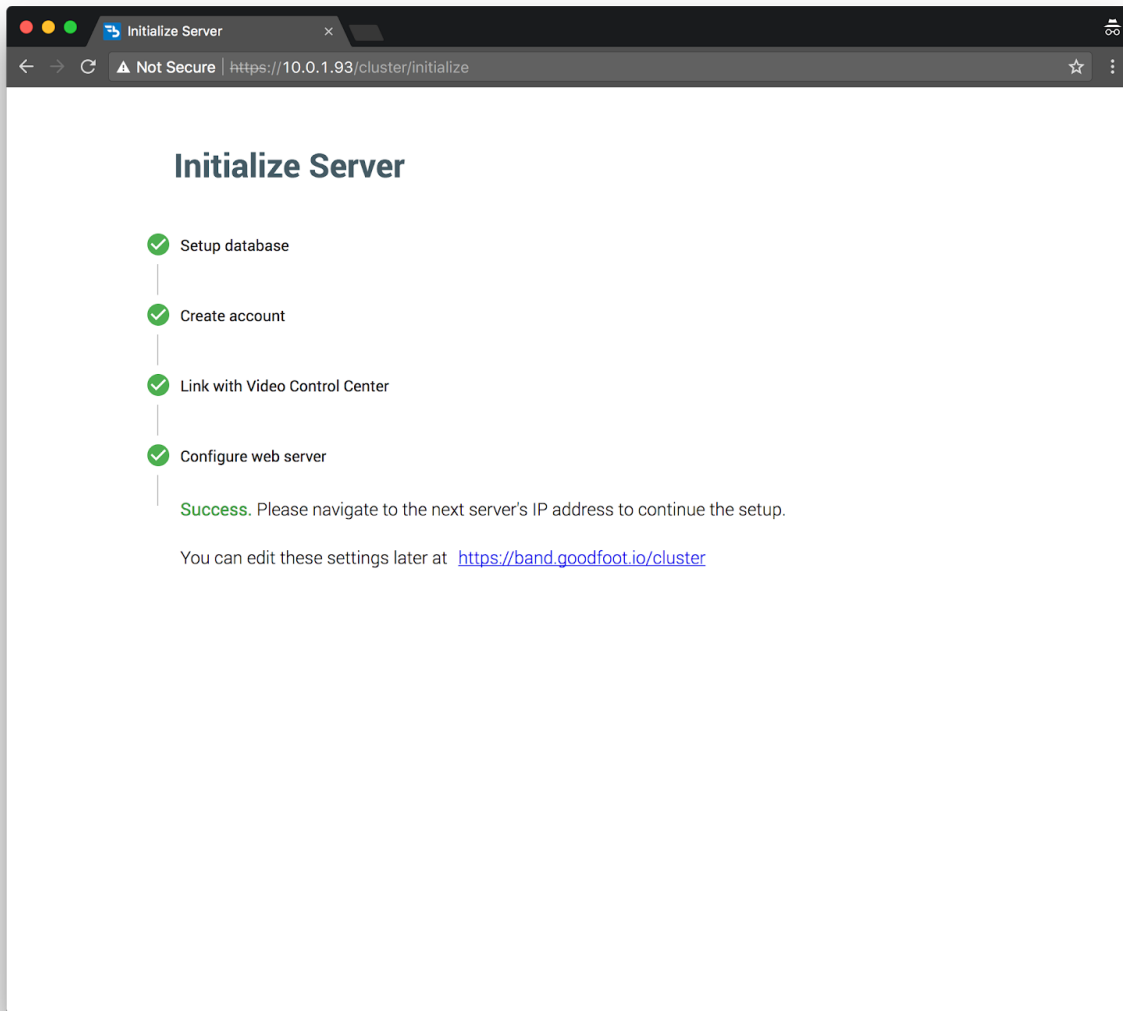 Initialize Server
Not Secure | https://10.0.1.93/cluster/initialize
Initialize Server
Setup database
Create account
Link with Video Control Center
Configure web server
Success. Please navigate to the next server's IP address to continue the setup.
You can edit these settings later at https://band.goodfoot.io/cluster